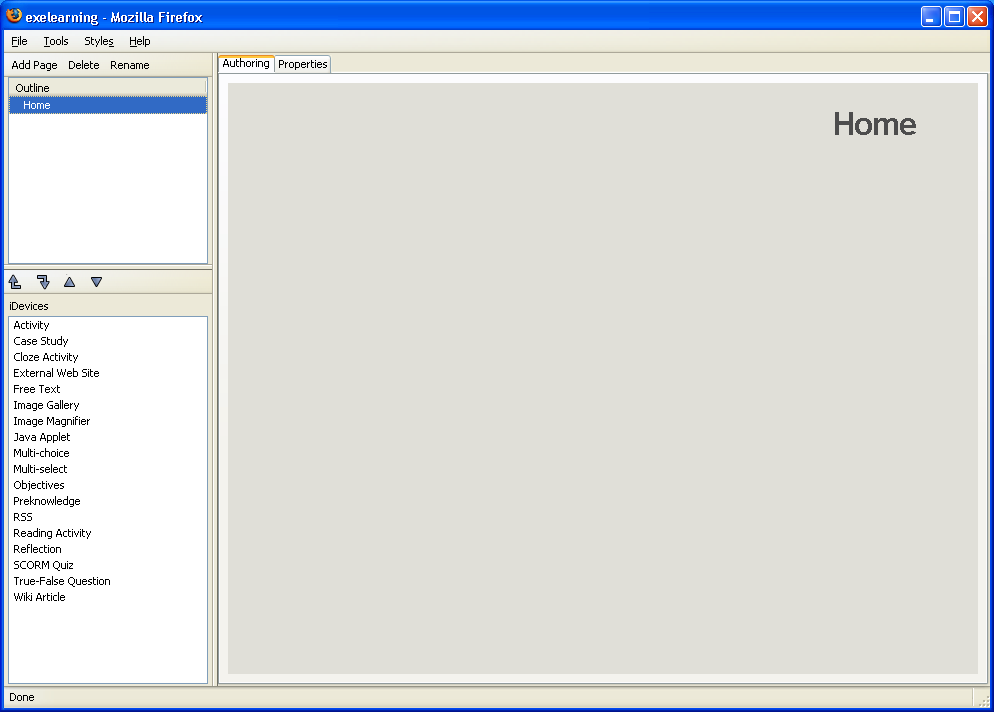 exelearning - Mozilla Firefox
File Tools Styles Help
Add Page Delete Rename
Outline
Home
iDevices
Activity
Case Study
Cloze Activity
External Web Site
Free Text
Image Gallery
Image Magnifier
Java Applet
Multi-choice
Multi-select
Objectives
Preknowledge
RSS
Reading Activity
Reflection
SCORM Quiz
True-False Question
Wiki Article
Authoring Properties
Home
Done